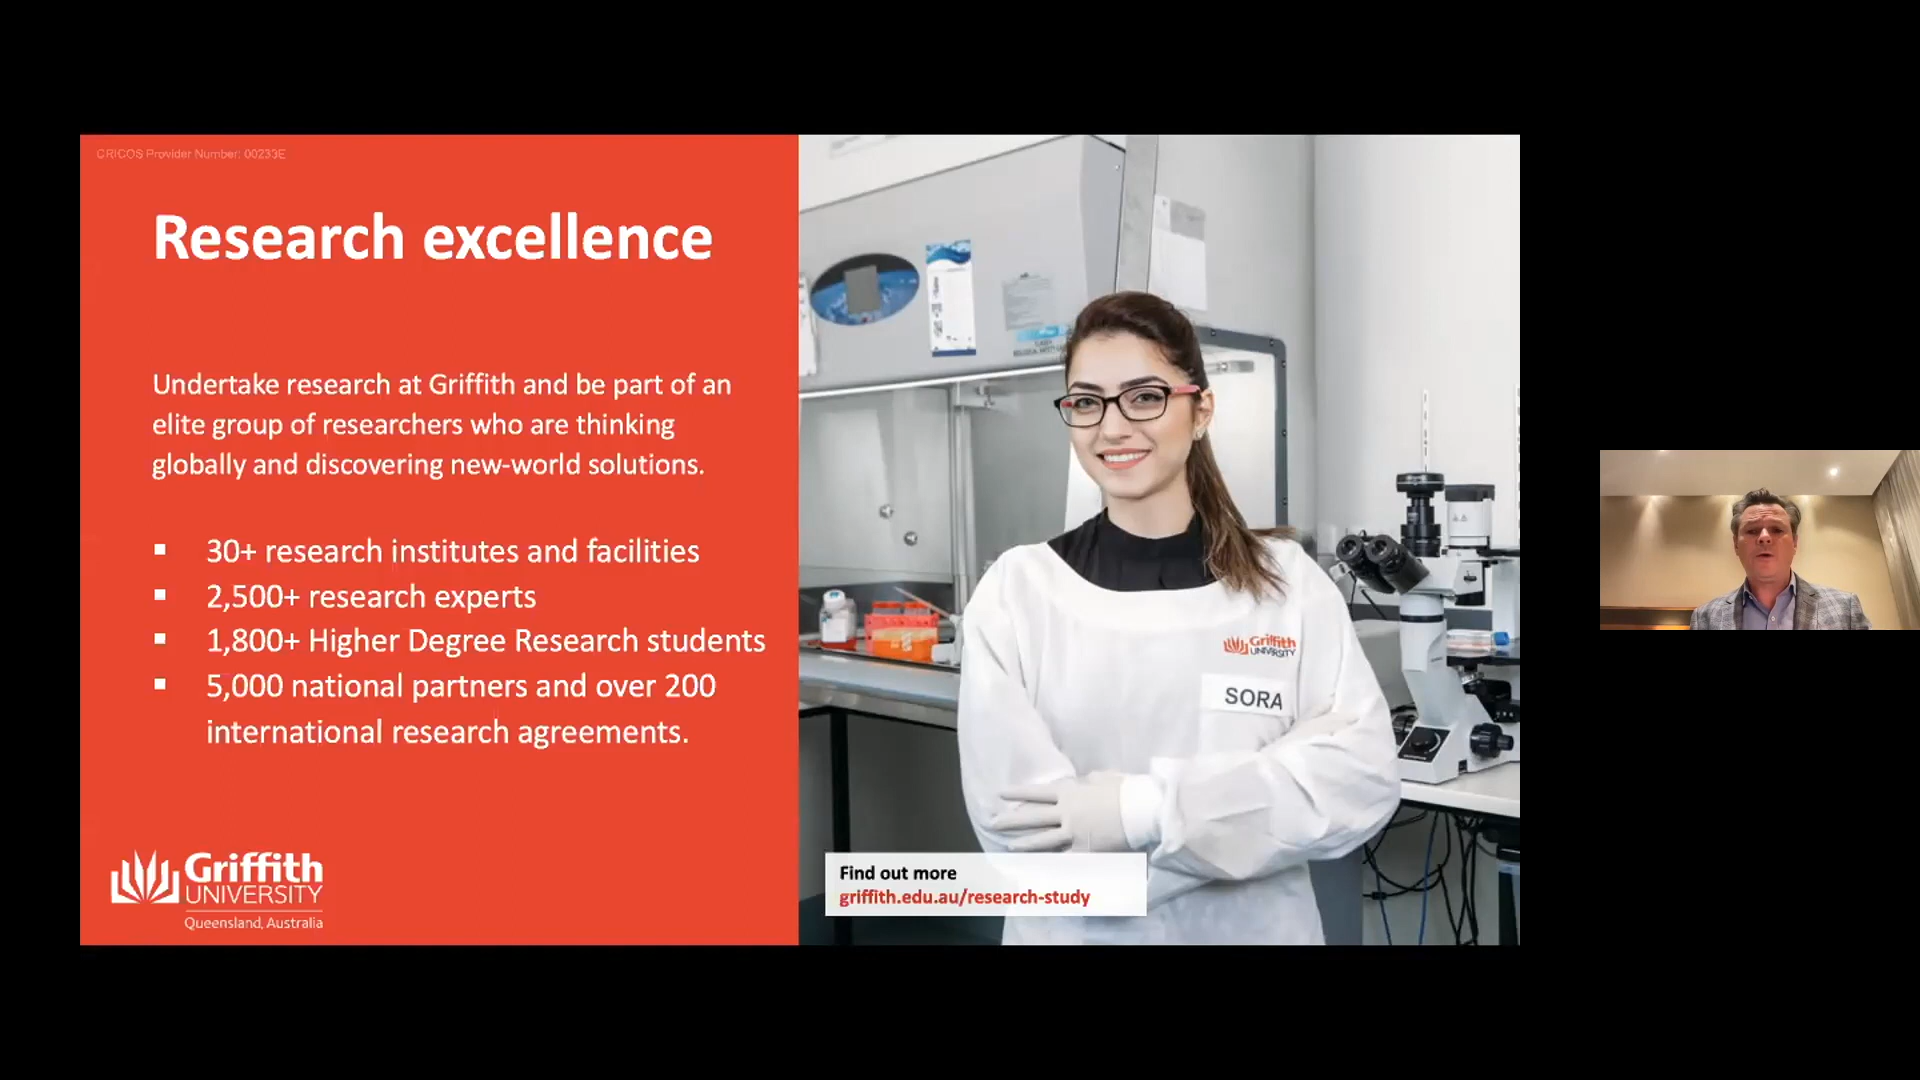 CRICOS Provider Number: 00233E
Research excellence
Undertake research at Griffith and be part of an
elite group of researchers who are thinking
globally and discovering new-world solutions.
▪ 30+ research institutes and facilities
▪ 2,500+ research experts
▪ 1,800+ Higher Degree Research students
▪ 5,000 national partners and over 200
international research agreements.
Griffith
UNIVERSITY
Queensland, Australia
Griffith
UNIVERSITY
SORA
Find out more
griffith.edu.au/research-study